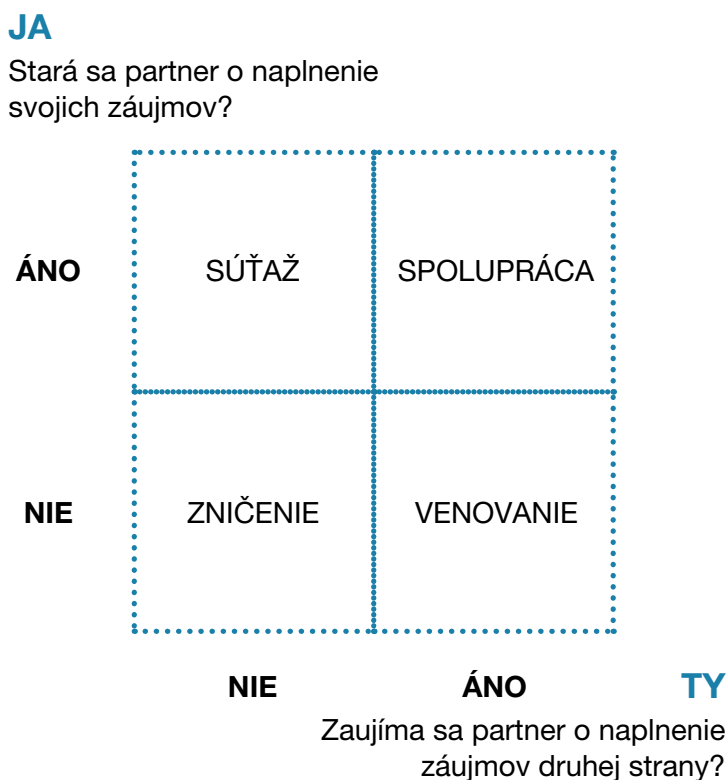 JA
Stará sa partner o naplnenie
svojich záujmov?
ÁNO SÚŤAŽ SPOLUPRÁCA
NIE ZNIČENIE VENOVANIE
NIE ÁNO TY
Zaujíma sa partner o naplnenie
záujmov druhej strany?